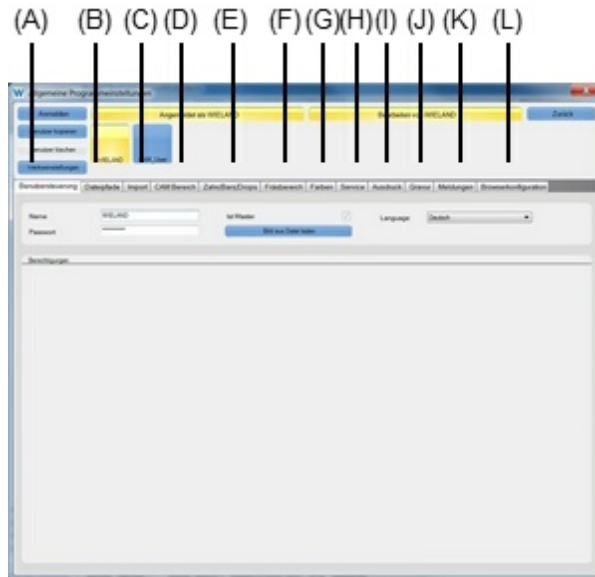 (A) (B) (C) (D) (E) (F) (G) (H) (I) (J) (K) (L)
W Allgemeine Programmeinstellungen
Anmelden Angemeldet als WIELAND Bearbeiten von WIELAND Zurück
Benutzer kopieren
Benutzer löschen
Werkseinstellungen WIELAND
Benutzersteuerung Dateipfade Import CAM Bereich Zahn/Bars/Drops Fräsbereich Farben Service Ausdruck Gravur Meldungen Browserkonfiguration
Name WIELAND Ist Master Language Deutsch
Passwort Bild aus Datei laden
Berechtigungen